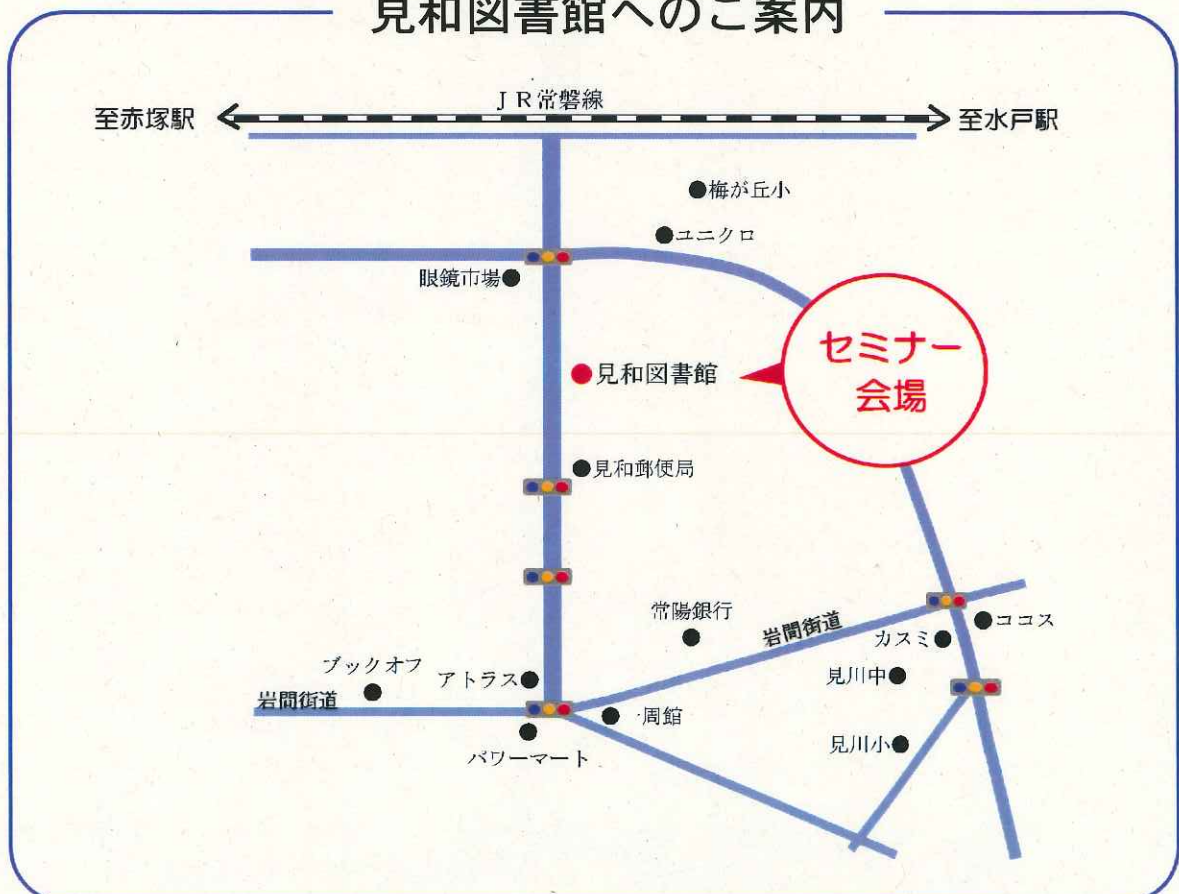 見和図書館へのご案内
JR常磐線
至赤塚駅
至水戸駅
梅が丘小
ユニクロ
眼鏡市場
セミナー
会場
見和図書館
見和郵便局
常陽銀行
岩間街道
ココス
カスミ
ブックオフ
アトラス
見川中
岩間街道
一周館
パワーマート
見川小